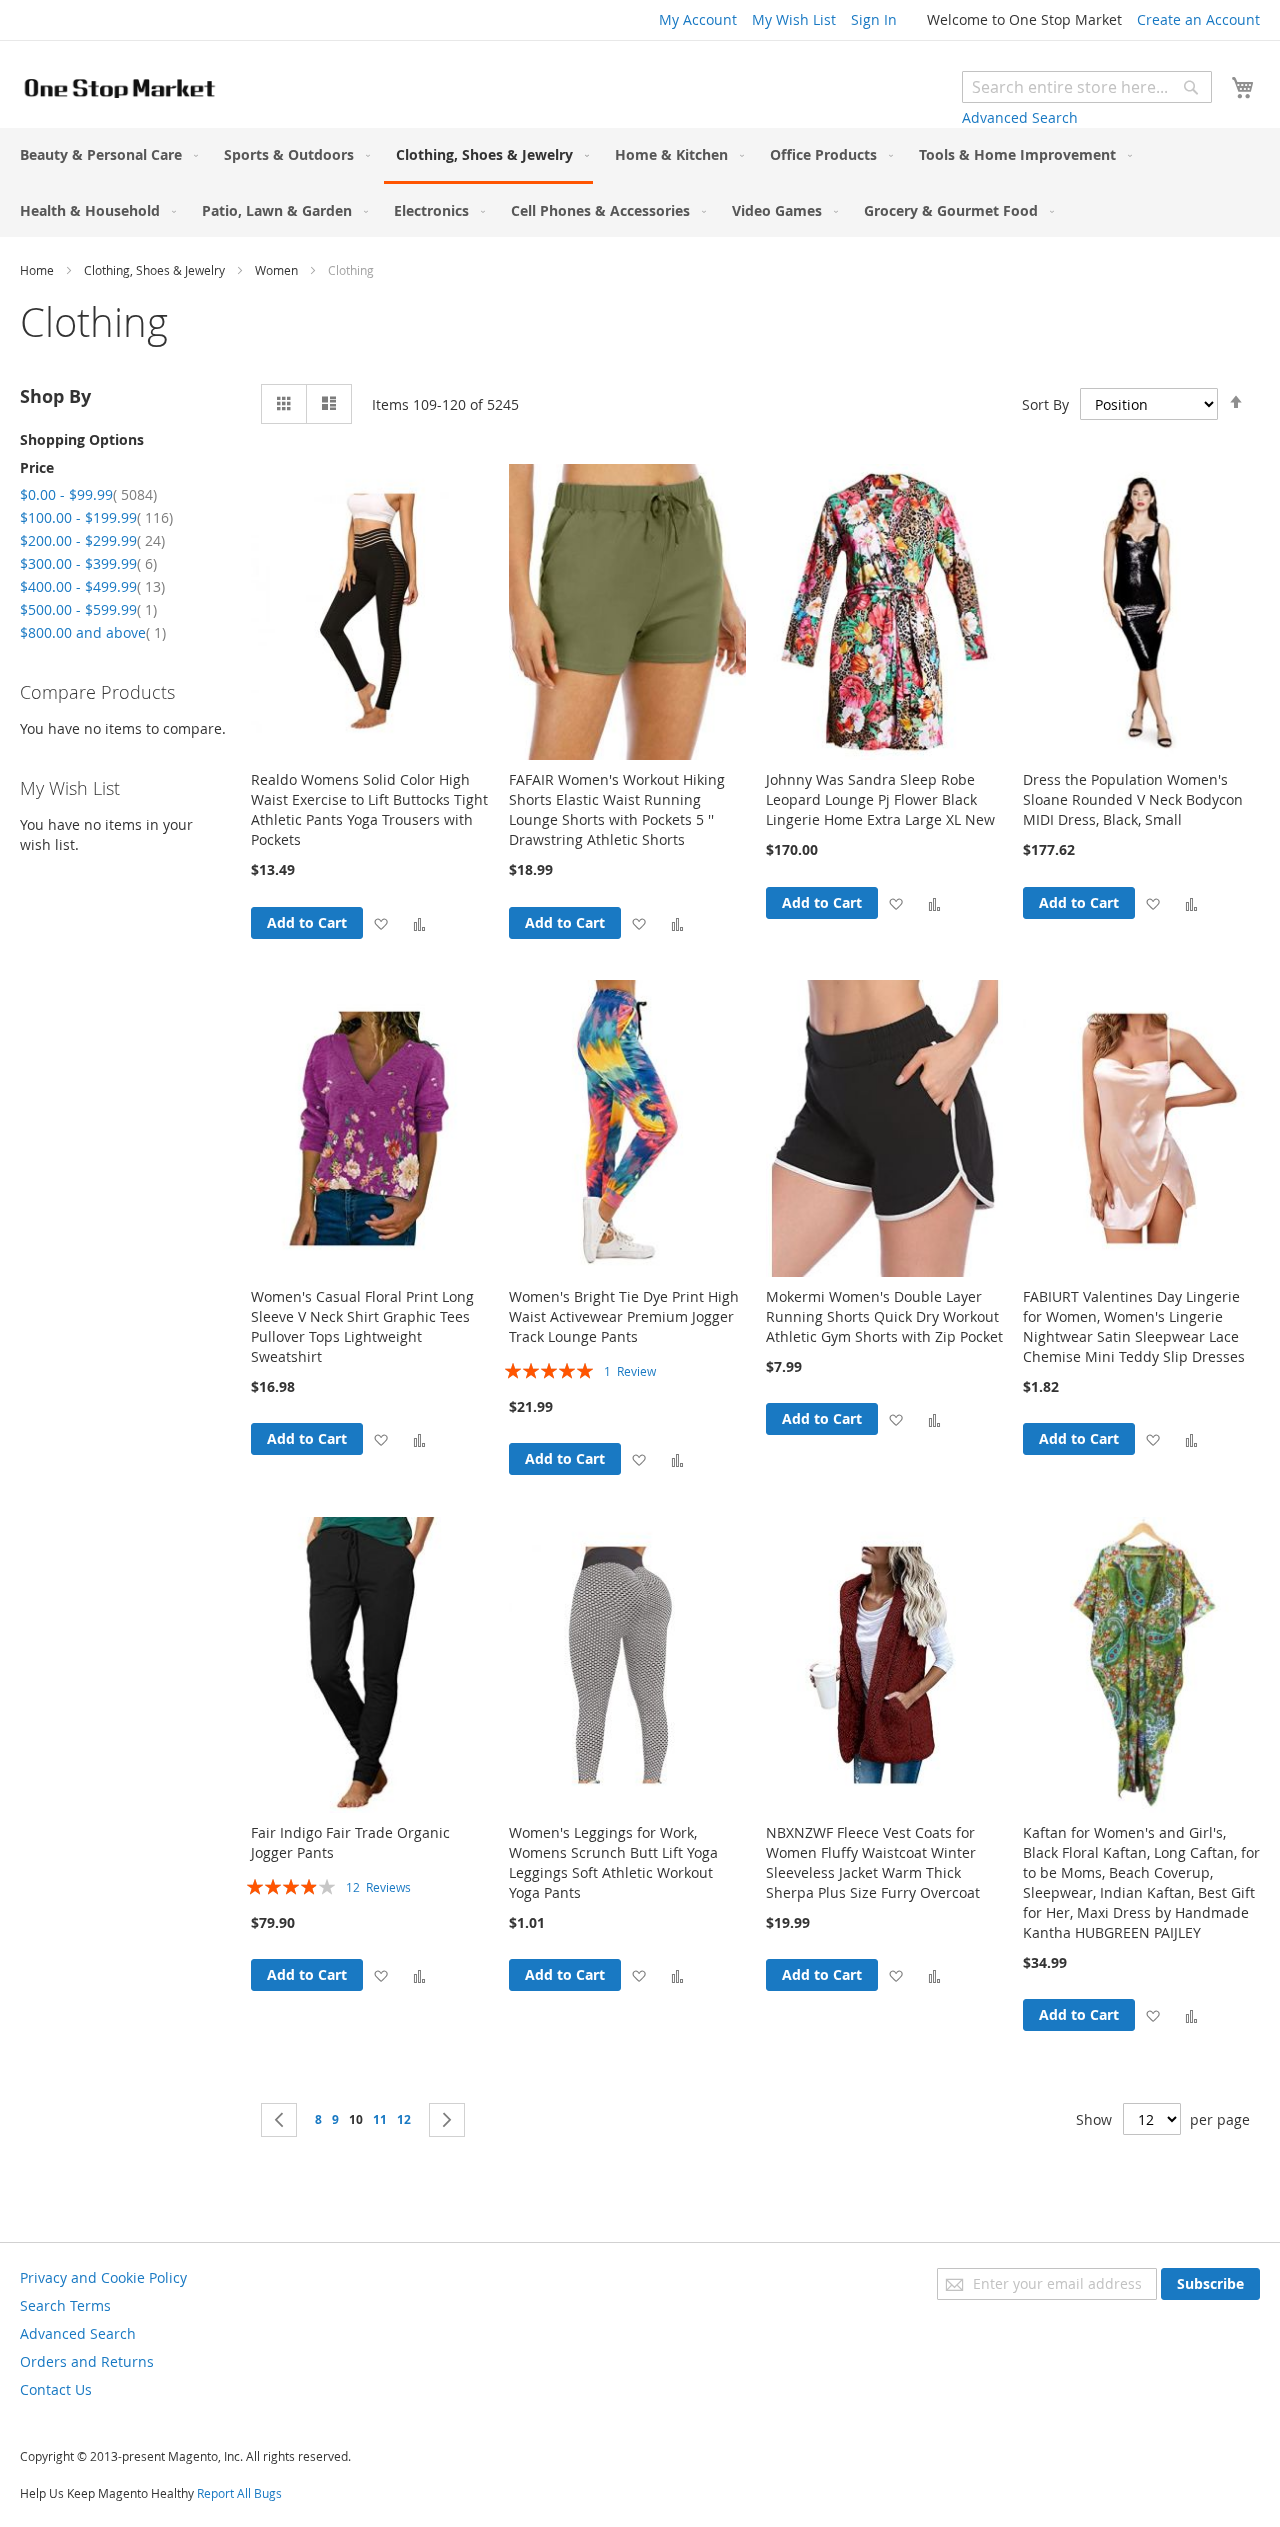 My Account My Wish List Sign In Welcome to One Stop Market Create an Account
One Stop Market
Search entire store here...
Advanced Search
Beauty & Personal Care Sports & Outdoors Clothing, Shoes & Jewelry Home & Kitchen Office Products Tools & Home Improvement
Health & Household Patio, Lawn & Garden Electronics Cell Phones & Accessories Video Games Grocery & Gourmet Food
Home Clothing, Shoes & Jewelry Women Clothing
Clothing
Shop By
Shopping Options
Price
$0.00 - $99.99( 5084)
$100.00 - $199.99( 116)
$200.00 - $299.99( 24)
$300.00 - $399.99( 6)
$400.00 - $499.99( 13)
$500.00 - $599.99( 1)
$800.00 and above( 1)
Compare Products
You have no items to compare.
My Wish List
You have no items in your
wish list.
Items 109-120 of 5245
Sort By Position
Realdo Womens Solid Color High
Waist Exercise to Lift Buttocks Tight
Athletic Pants Yoga Trousers with
Pockets
$13.49
Add to Cart
FAFAIR Women's Workout Hiking
Shorts Elastic Waist Running
Lounge Shorts with Pockets 5 ''
Drawstring Athletic Shorts
$18.99
Add to Cart
Johnny Was Sandra Sleep Robe
Leopard Lounge Pj Flower Black
Lingerie Home Extra Large XL New
$170.00
Add to Cart
Dress the Population Women's
Sloane Rounded V Neck Bodycon
MIDI Dress, Black, Small
$177.62
Add to Cart
Women's Casual Floral Print Long
Sleeve V Neck Shirt Graphic Tees
Pullover Tops Lightweight
Sweatshirt
$16.98
Add to Cart
Women's Bright Tie Dye Print High
Waist Activewear Premium Jogger
Track Lounge Pants
1 Review
$21.99
Add to Cart
Mokermi Women's Double Layer
Running Shorts Quick Dry Workout
Athletic Gym Shorts with Zip Pocket
$7.99
Add to Cart
FABIURT Valentines Day Lingerie
for Women, Women's Lingerie
Nightwear Satin Sleepwear Lace
Chemise Mini Teddy Slip Dresses
$1.82
Add to Cart
Fair Indigo Fair Trade Organic
Jogger Pants
12 Reviews
$79.90
Add to Cart
Women's Leggings for Work,
Womens Scrunch Butt Lift Yoga
Leggings Soft Athletic Workout
Yoga Pants
$1.01
Add to Cart
NBXNZWF Fleece Vest Coats for
Women Fluffy Waistcoat Winter
Sleeveless Jacket Warm Thick
Sherpa Plus Size Furry Overcoat
$19.99
Add to Cart
Kaftan for Women's and Girl's,
Black Floral Kaftan, Long Caftan, for
to be Moms, Beach Coverup,
Sleepwear, Indian Kaftan, Best Gift
for Her, Maxi Dress by Handmade
Kantha HUBGREEN PAIJLEY
$34.99
Add to Cart
8 9 10 11 12
Show 12 per page
Privacy and Cookie Policy
Search Terms
Advanced Search
Orders and Returns
Contact Us
Enter your email address Subscribe
Copyright © 2013-present Magento, Inc. All rights reserved.
Help Us Keep Magento Healthy Report All Bugs